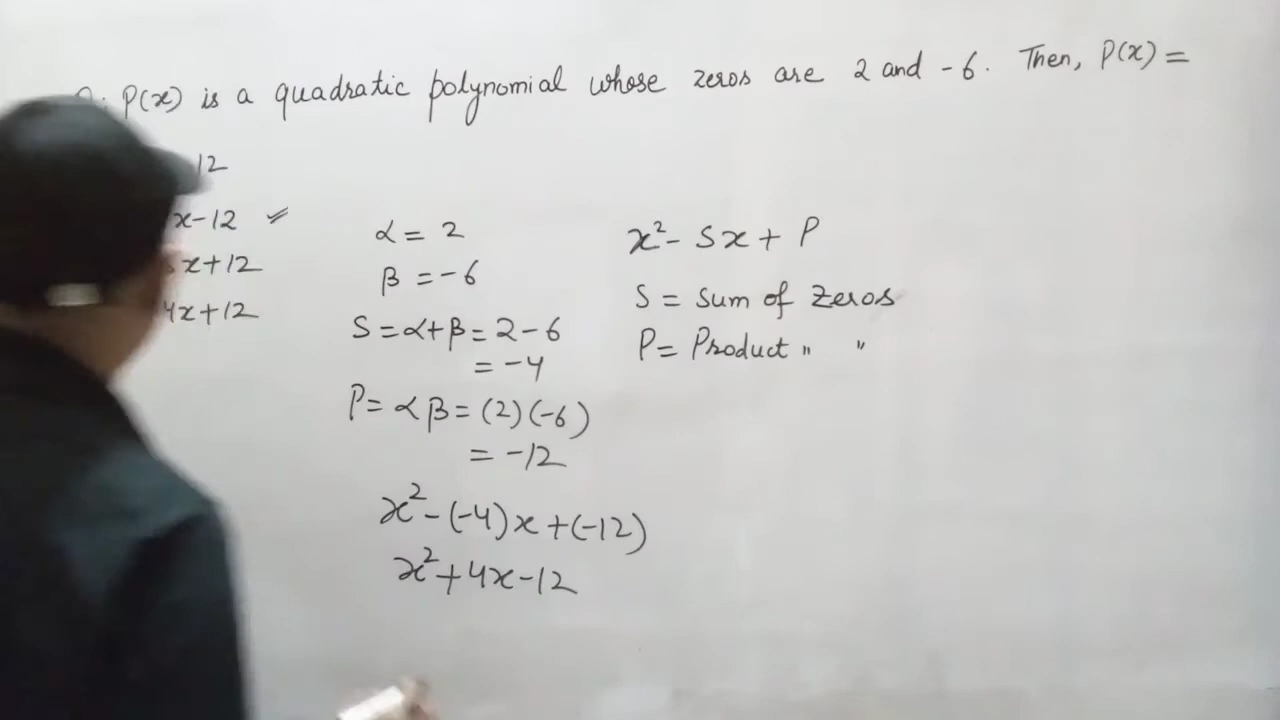 P(x) is a quadratic polynomial whose zeros are 2 and -6. Then, P(x) =
12
x-12 ✓
x+12
4x+12
α = 2
β = -6
S = α+β = 2-6
= -4
P = αβ = (2)(-6)
= -12
x² - (-4)x + (-12)
x² + 4x - 12
x² - Sx + P
S = Sum of Zeros
P = Product " "